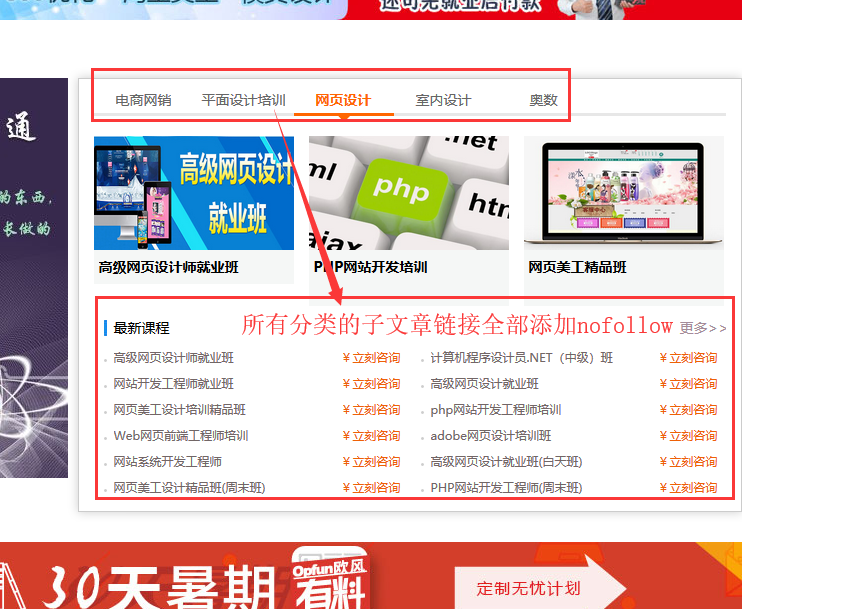 还可先就业后付款
通
的东西，
长做的
电商网销 平面设计培训 网页设计 室内设计 奥数
高级网页设计
就业班
ml
php
.net
htm
ajax
高级网页设计师就业班 PHP网站开发培训 网页美工精品班
最新课程 所有分类的子文章链接全部添加nofollow 更多>>
高级网页设计师就业班 ¥立刻咨询 计算机程序设计员.NET（中级）班 ¥立刻咨询
网站开发工程师就业班 ¥立刻咨询 高级网页设计就业班 ¥立刻咨询
网页美工设计培训精品班 ¥立刻咨询 php网站开发工程师培训 ¥立刻咨询
Web网页前端工程师培训 ¥立刻咨询 adobe网页设计培训班 ¥立刻咨询
网站系统开发工程师 ¥立刻咨询 高级网页设计就业班(白天班) ¥立刻咨询
网页美工设计精品班(周末班) ¥立刻咨询 PHP网站开发工程师(周末班) ¥立刻咨询
30天暑期 Opfun欧风
有料
定制无忧计划